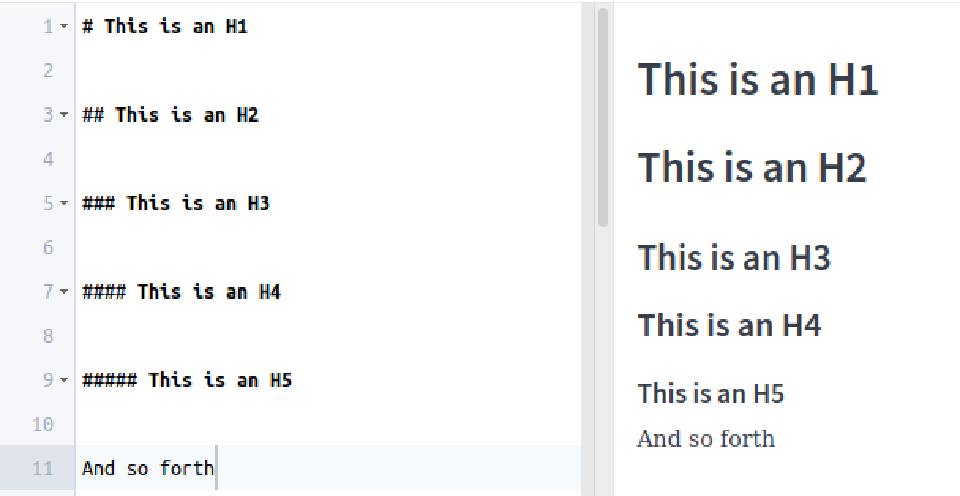 1 # This is an H1
2
3 ## This is an H2
4
5 ### This is an H3
6
7 #### This is an H4
8
9 ##### This is an H5
10
11 And so forth
This is an H1
This is an H2
This is an H3
This is an H4
This is an H5
And so forth